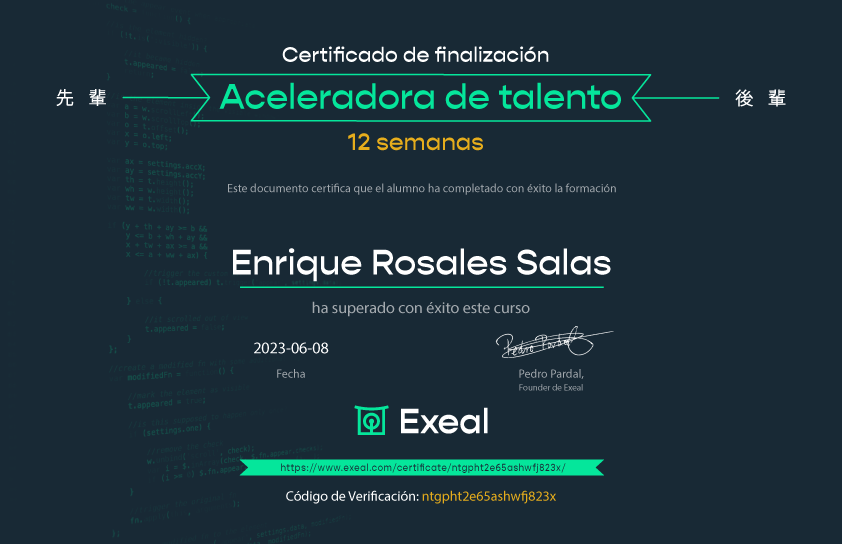 Certificado de finalización
先 輩
Aceleradora de talento
後 輩
12 semanas
Este documento certifica que el alumno ha completado con éxito la formación
Enrique Rosales Salas
ha superado con éxito este curso
2023-06-08
Pedro Pardal
Fecha
Pedro Pardal,
Founder de Exeal
Exeal
https://www.exeal.com/certificate/ntgpht2e65ashwfj823x/
Código de Verificación: ntgpht2e65ashwfj823x